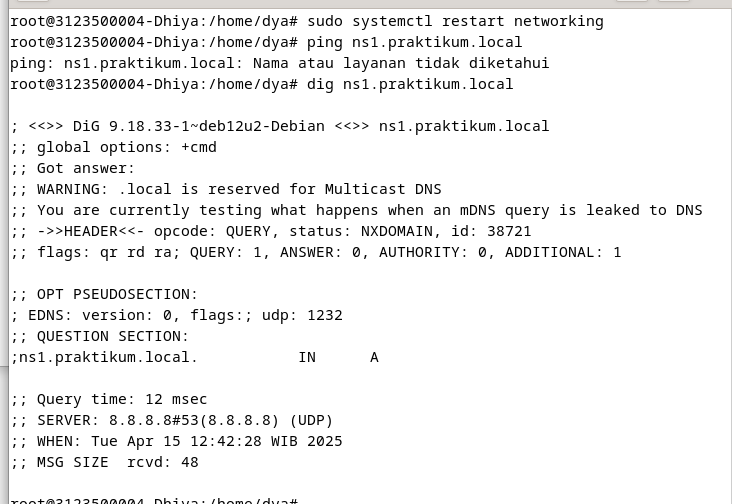 root@3123500004-Dhiya:/home/dya# sudo systemctl restart networking
root@3123500004-Dhiya:/home/dya# ping ns1.praktikum.local
ping: ns1.praktikum.local: Nama atau layanan tidak diketahui
root@3123500004-Dhiya:/home/dya# dig ns1.praktikum.local

; <<>> DiG 9.18.33-1~deb12u2-Debian <<>> ns1.praktikum.local
;; global options: +cmd
;; Got answer:
;; WARNING: .local is reserved for Multicast DNS
;; You are currently testing what happens when an mDNS query is leaked to DNS
;; ->>HEADER<<- opcode: QUERY, status: NXDOMAIN, id: 38721
;; flags: qr rd ra; QUERY: 1, ANSWER: 0, AUTHORITY: 0, ADDITIONAL: 1

;; OPT PSEUDOSECTION:
; EDNS: version: 0, flags:; udp: 1232
;; QUESTION SECTION:
;ns1.praktikum.local.           IN      A

;; Query time: 12 msec
;; SERVER: 8.8.8.8#53(8.8.8.8) (UDP)
;; WHEN: Tue Apr 15 12:42:28 WIB 2025
;; MSG SIZE  rcvd: 48

root@3123500004-Dhiya:/home/dya#